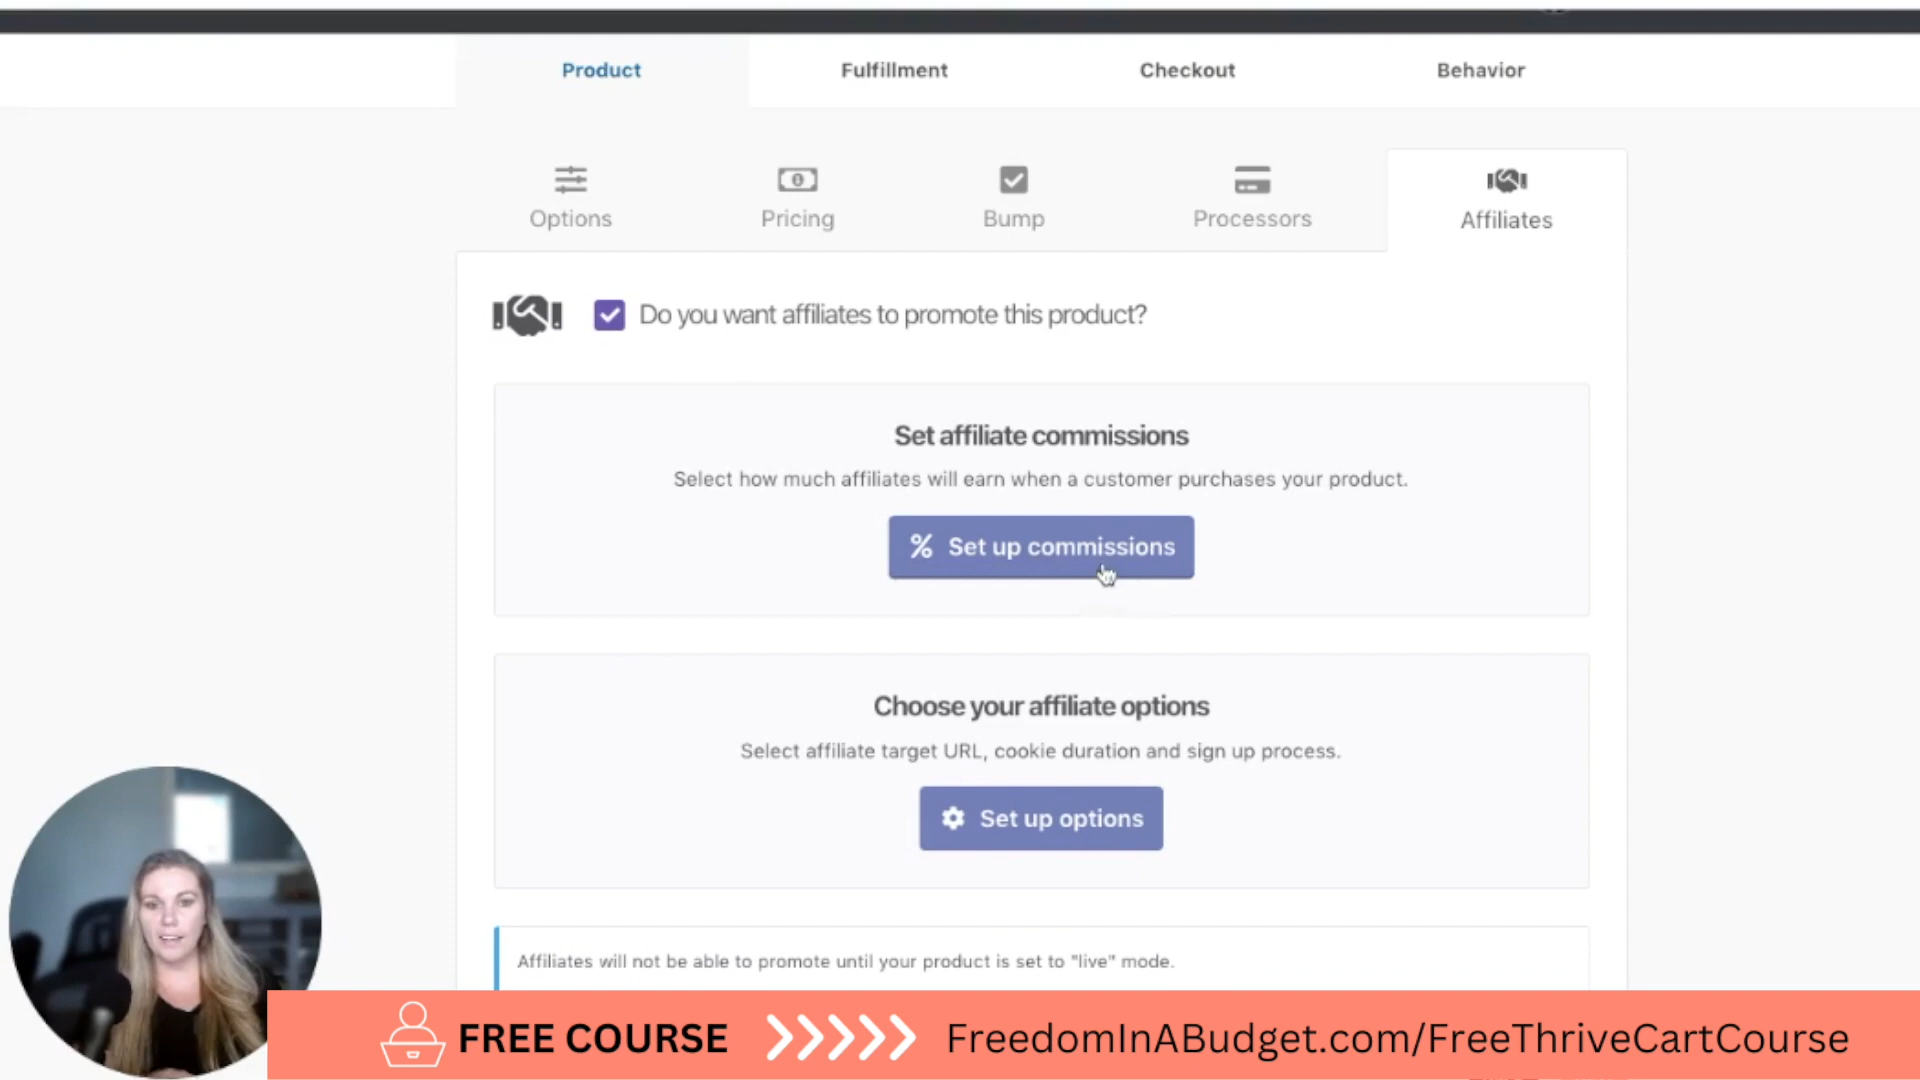 Product
Fulfillment
Checkout
Behavior
Options
Pricing
Bump
Processors
Affiliates
Do you want affiliates to promote this product?
Set affiliate commissions
Select how much affiliates will earn when a customer purchases your product.
% Set up commissions
Choose your affiliate options
Select affiliate target URL, cookie duration and sign up process.
Set up options
Affiliates will not be able to promote until your product is set to "live" mode.
FREE COURSE
FreedomInABudget.com/FreeThriveCartCourse